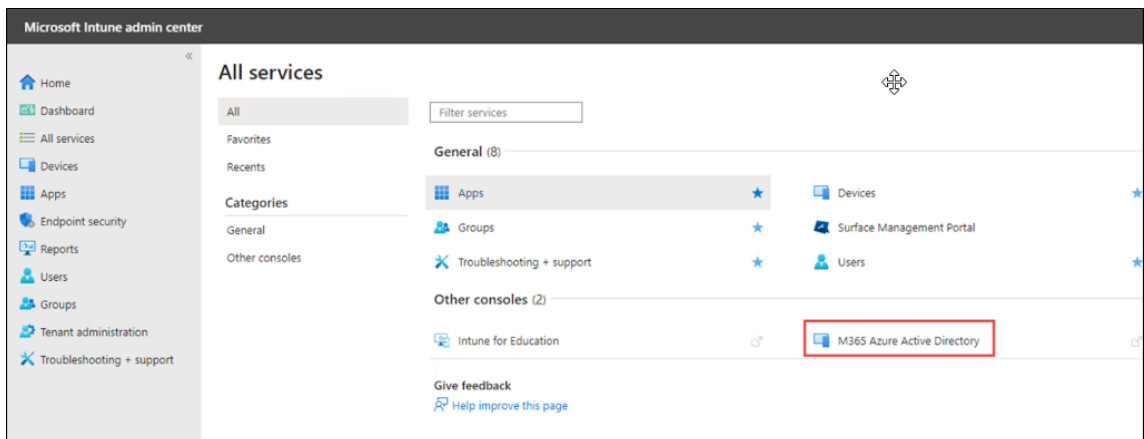 Microsoft Intune admin center
«
Home
Dashboard
All services
Devices
Apps
Endpoint security
Reports
Users
Groups
Tenant administration
Troubleshooting + support
All services
All
Favorites
Recents
Categories
General
Other consoles
Filter services
General (8)
Apps
Devices
Groups
Surface Management Portal
Troubleshooting + support
Users
Other consoles (2)
Intune for Education
M365 Azure Active Directory
Give feedback
Help improve this page